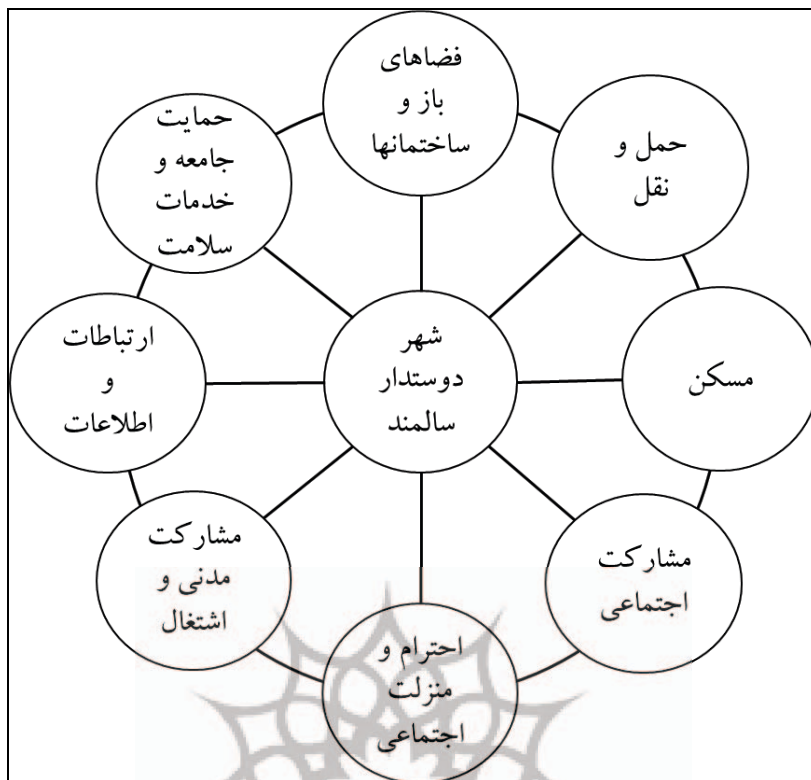 فضاهای
باز و
ساختمانها
حمل و
نقل
مسکن
مشارکت
اجتماعی
احترام و
منزلت
اجتماعی
مشارکت
مدنی و
اشتغال
ارتباطات
و
اطلاعات
حمایت
جامعه و
خدمات
سلامت
شهر
دوستدار
سالمند